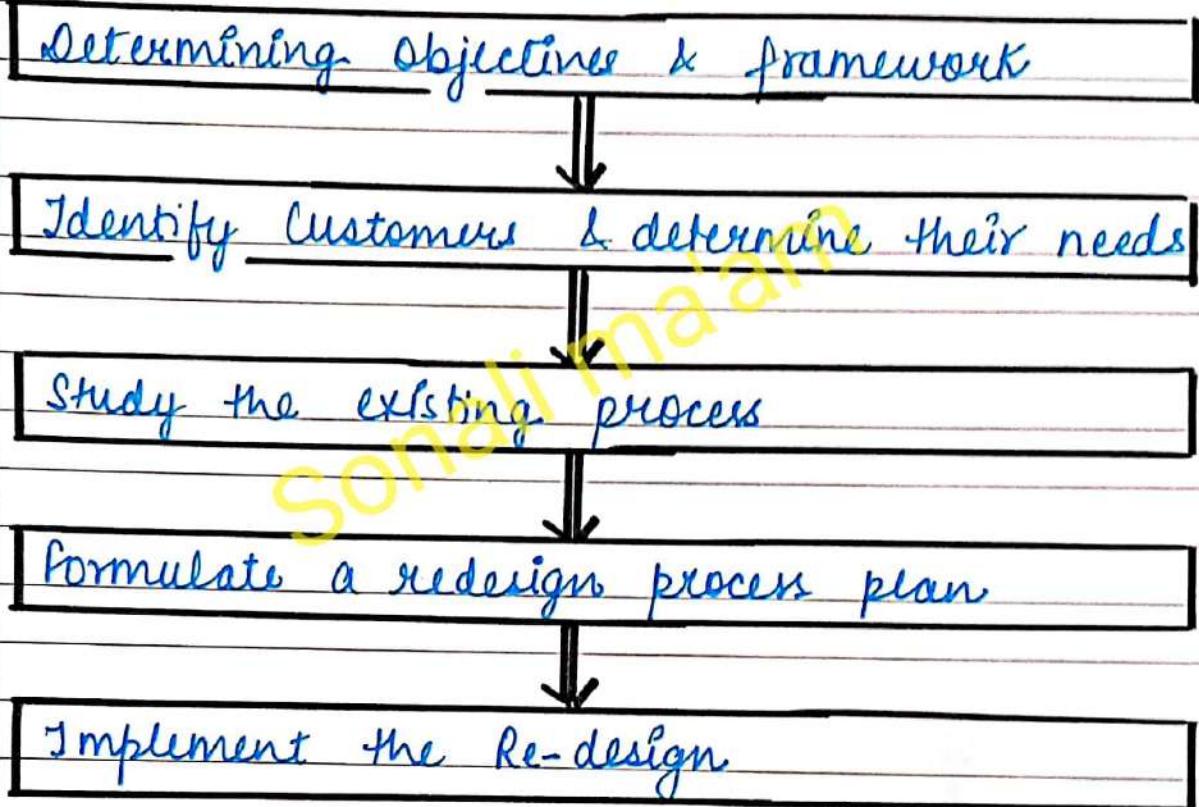 Determining Objectives & framework
Identify Customers & determine their needs
Study the existing process
Formulate a redesign process plan
Implement the Re-design
Sonali ma'am